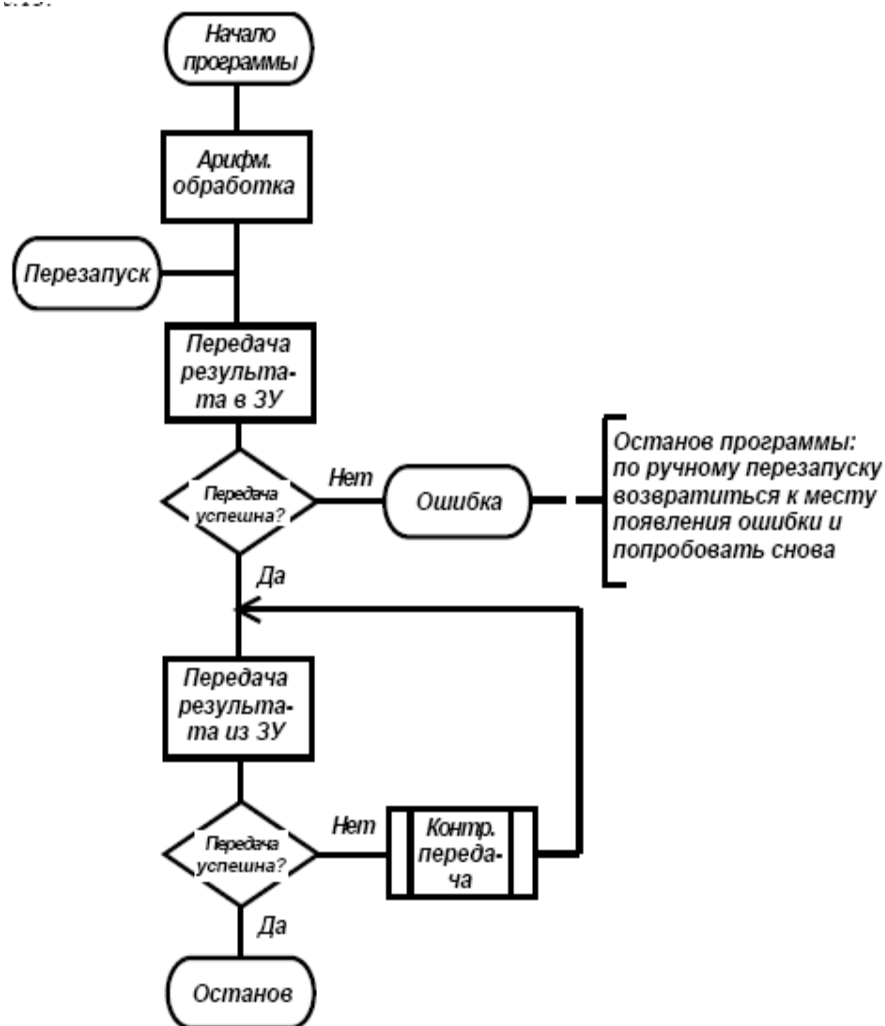 Начало
программы
Арифм.
обработка
Перезапуск
Передача
результа-
та в ЗУ
Передача
успешна?
Нет
Ошибка
Останов программы:
по ручному перезапуску
возвратиться к месту
появления ошибки и
попробовать снова
Да
Передача
результа-
та из ЗУ
Передача
успешна?
Нет
Контр.
переда-
ча
Да
Останов